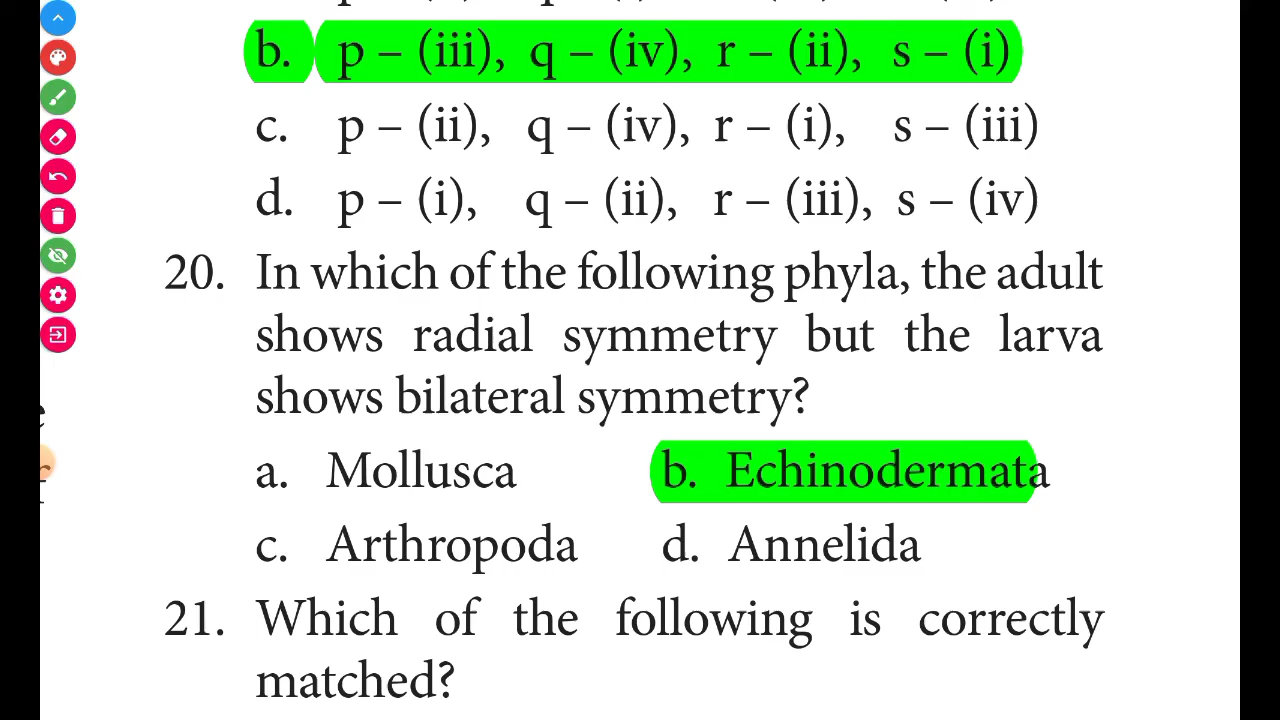 b. p – (iii), q – (iv), r – (ii), s – (i)
c. p – (ii), q – (iv), r – (i), s – (iii)
d. p – (i), q – (ii), r – (iii), s – (iv)
20. In which of the following phyla, the adult
shows radial symmetry but the larva
shows bilateral symmetry?
a. Mollusca b. Echinodermata
c. Arthropoda d. Annelida
21. Which of the following is correctly
matched?